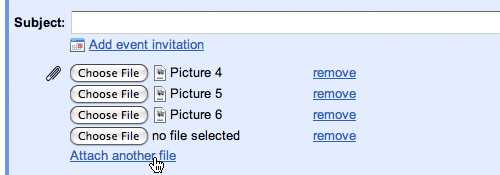 Subject:
Add event invitation
Choose File Picture 4 remove
Choose File Picture 5 remove
Choose File Picture 6 remove
Choose File no file selected remove
Attach another file